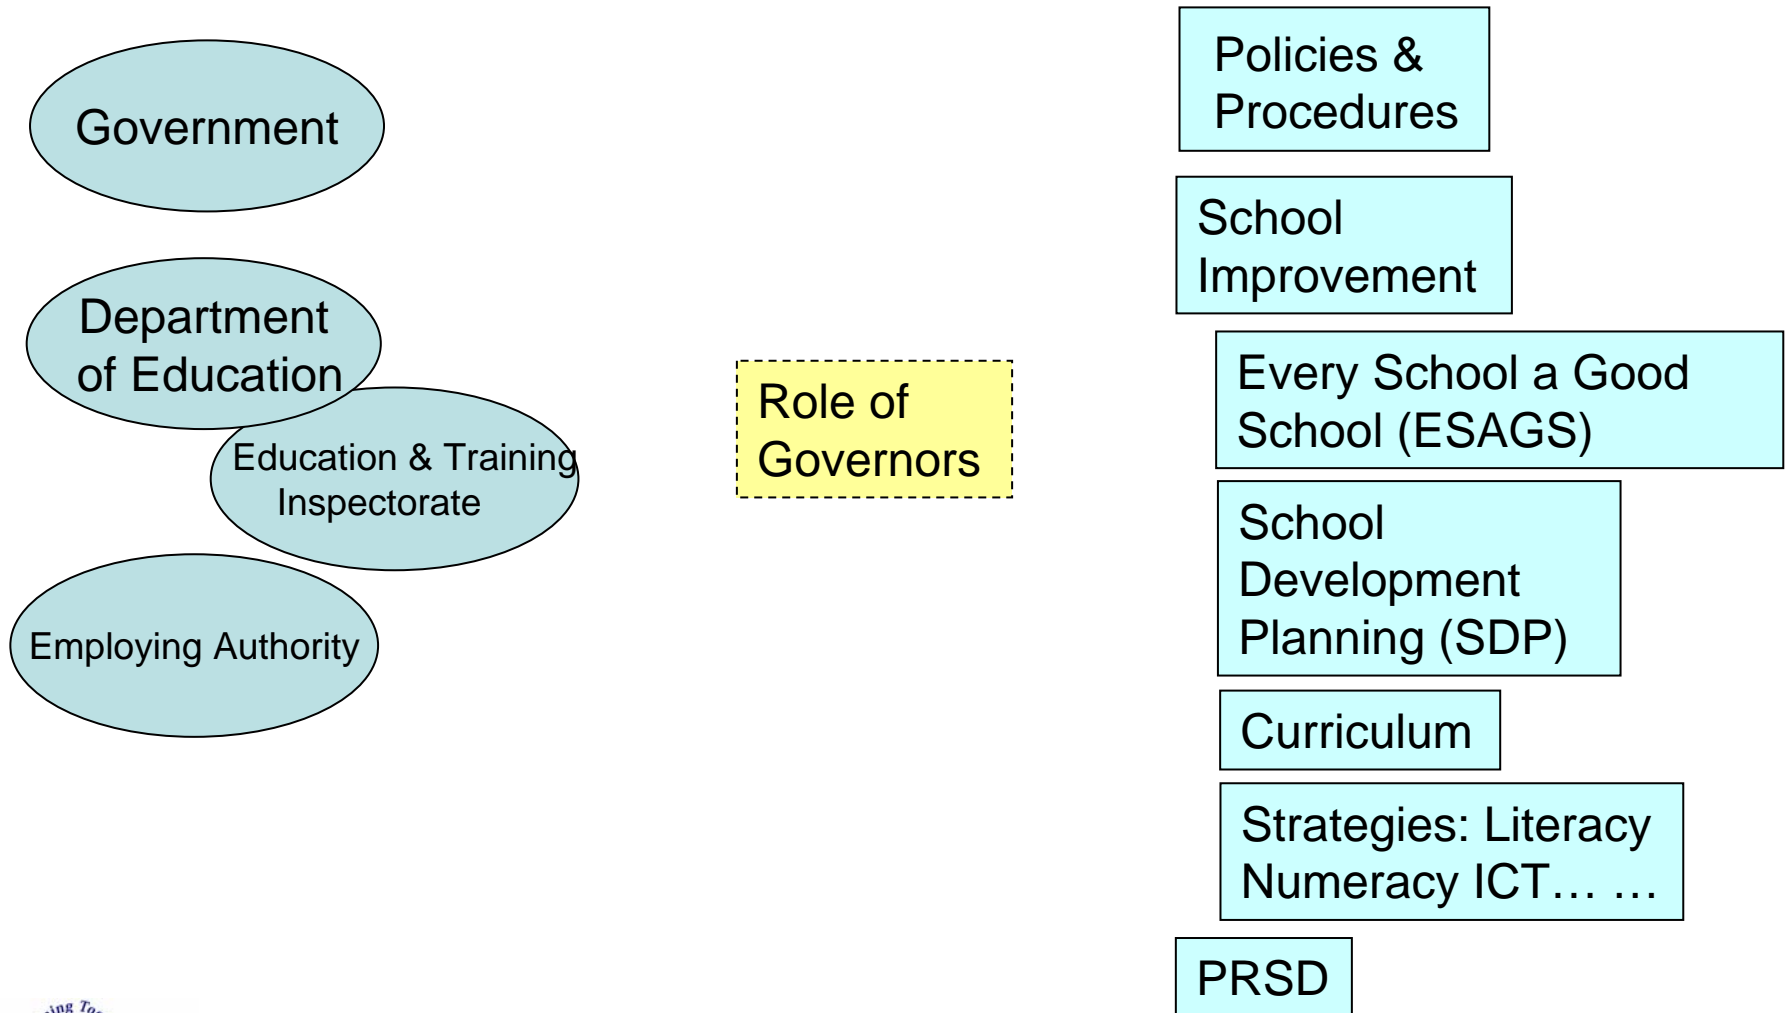 Government
Department
of Education
Education & Training
Inspectorate
Employing Authority
Role of
Governors
Policies &
Procedures
School
Improvement
Every School a Good
School (ESAGS)
School
Development
Planning (SDP)
Curriculum
Strategies: Literacy
Numeracy ICT… …
PRSD